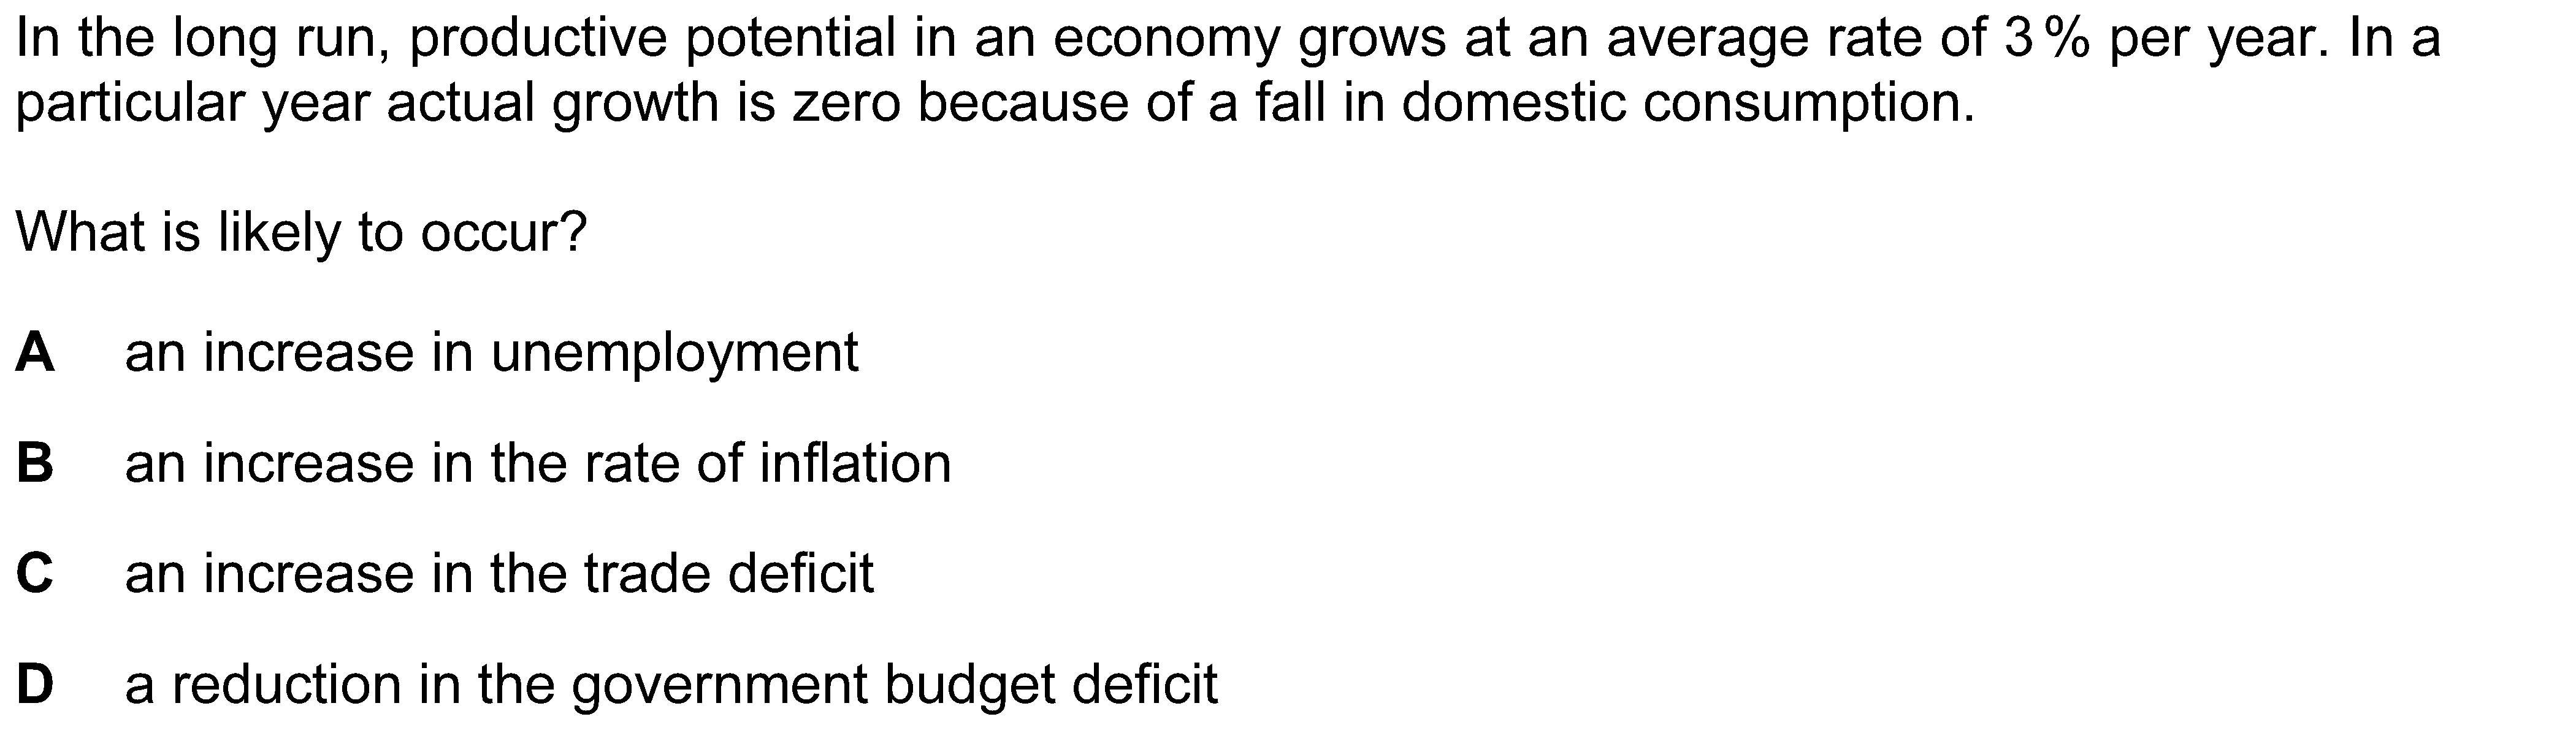 In the long run, productive potential in an economy grows at an average rate of 3% per year. In a
particular year actual growth is zero because of a fall in domestic consumption.
What is likely to occur?
A an increase in unemployment
B an increase in the rate of inflation
C an increase in the trade deficit
D a reduction in the government budget deficit